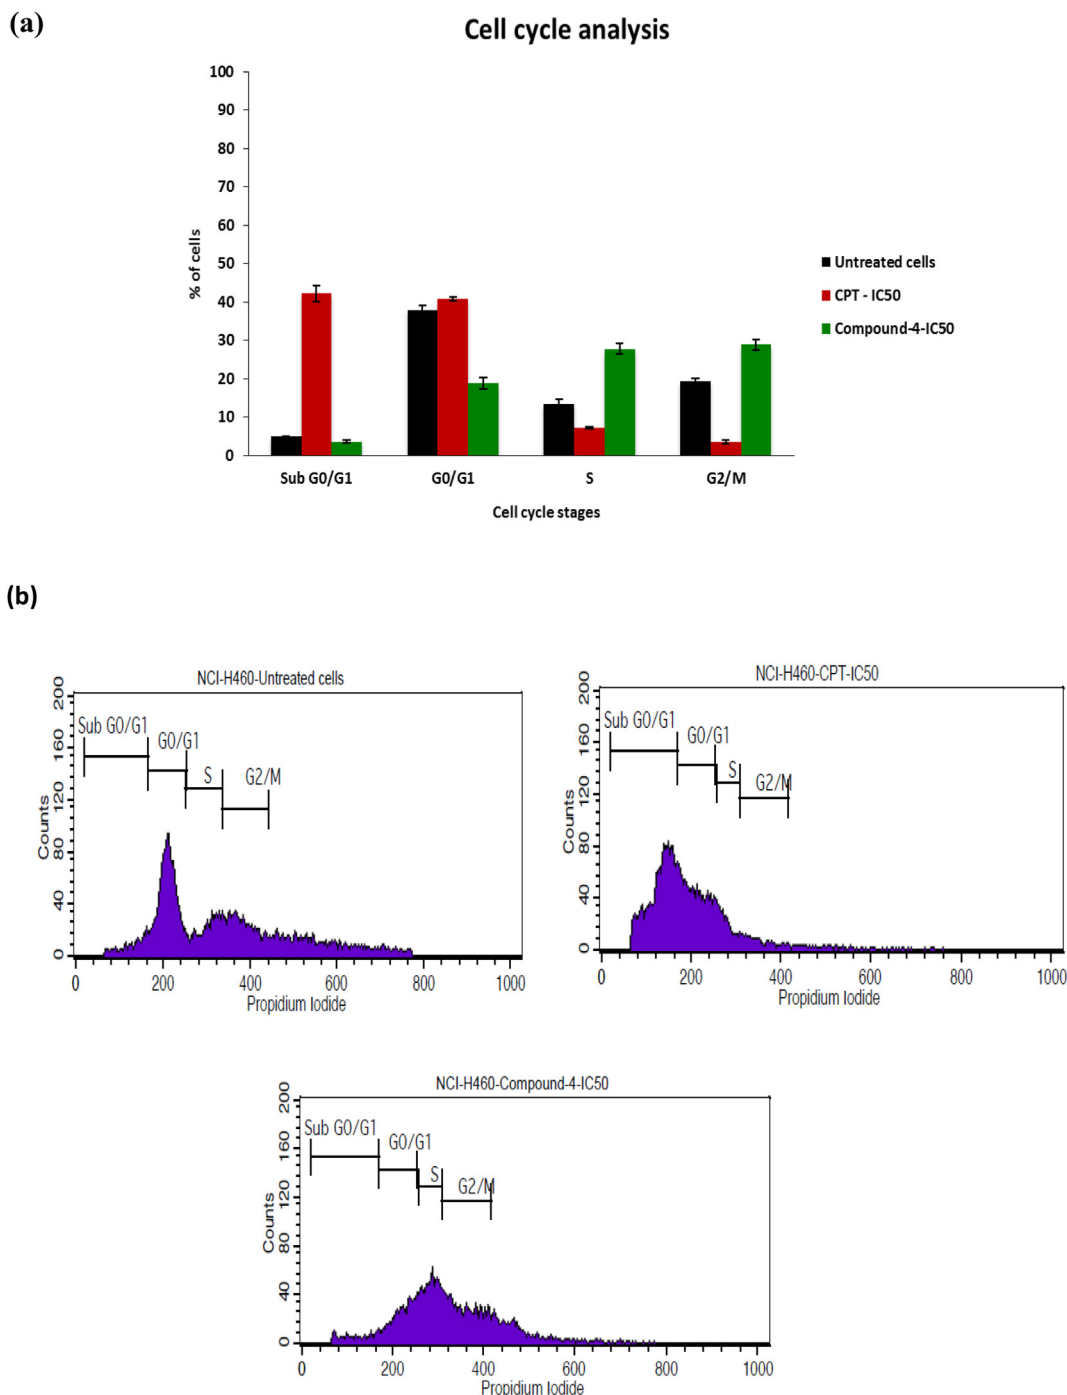 (a)
Cell cycle analysis
100
90
80
70
60
50
40
30
20
10
0
% of cells
Sub G0/G1 G0/G1 S G2/M
Cell cycle stages
Untreated cells
CPT - IC50
Compound-4-IC50
(b)
NCI-H460-Untreated cells
200
160
120
80
40
0
Counts
Sub G0/G1
G0/G1
S
G2/M
0 200 400 600 800 1000
Propidium Iodide
NCI-H460-CPT-IC50
200
160
120
80
40
0
Counts
Sub G0/G1
G0/G1
S
G2/M
0 200 400 600 800 1000
Propidium Iodide
NCI-H460-Compound-4-IC50
200
160
120
80
40
0
Counts
Sub G0/G1
G0/G1
S
G2/M
0 200 400 600 800 1000
Propidium Iodide